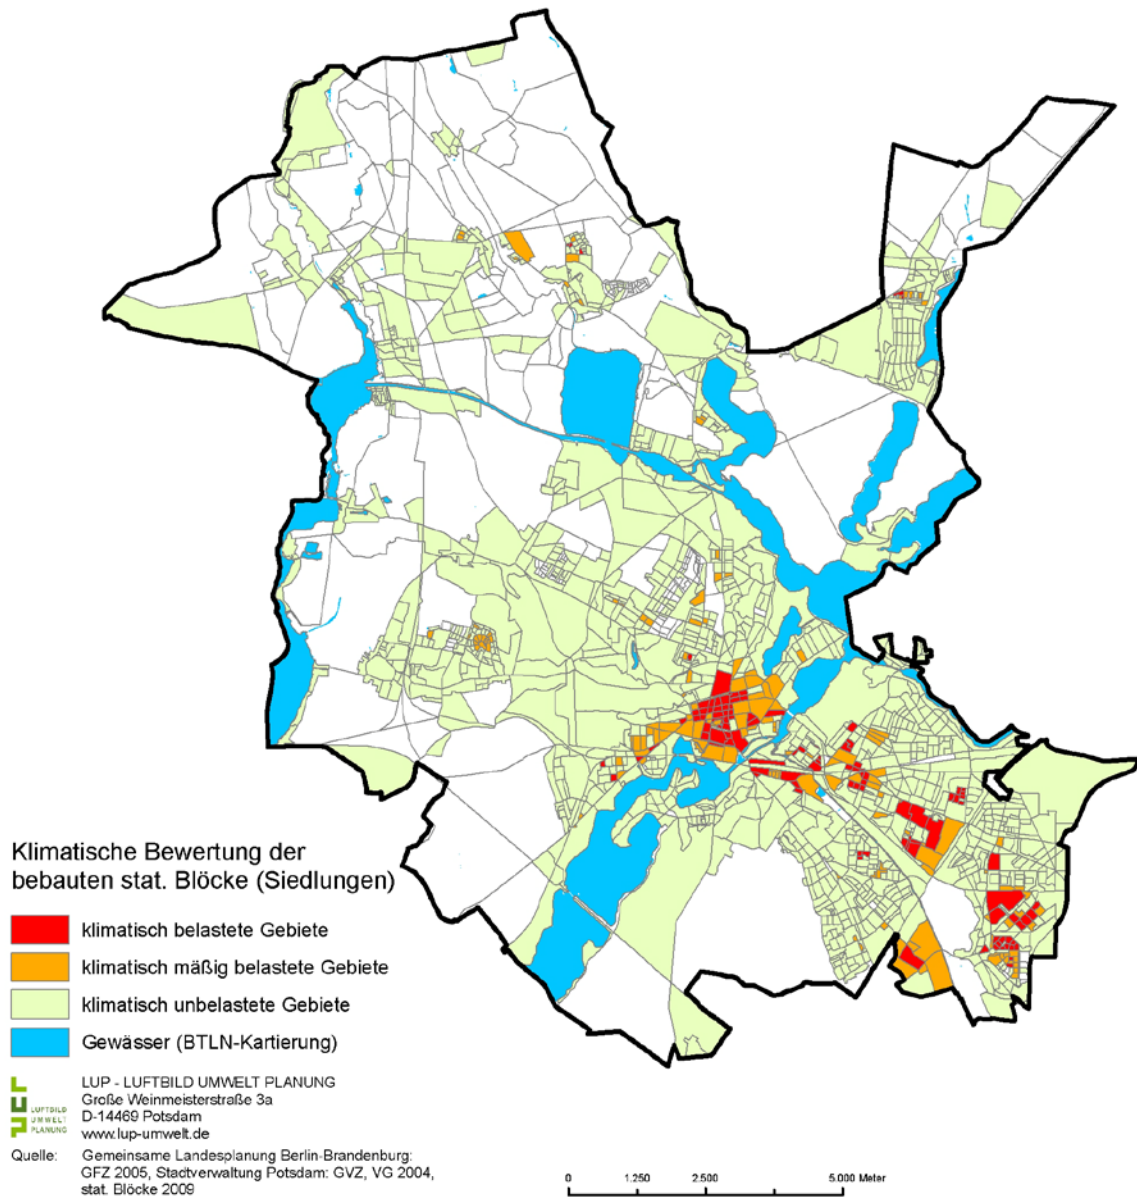 Klimatische Bewertung der
bebauten stat. Blöcke (Siedlungen)
klimatisch belastete Gebiete
klimatisch mäßig belastete Gebiete
klimatisch unbelastete Gebiete
Gewässer (BTLN-Kartierung)
LUFTBILD
UMWELT
PLANUNG
LUP - LUFTBILD UMWELT PLANUNG
Große Weinmeisterstraße 3a
D-14469 Potsdam
www.lup-umwelt.de
Quelle: Gemeinsame Landesplanung Berlin-Brandenburg:
GFZ 2005, Stadtverwaltung Potsdam: GVZ, VG 2004,
stat. Blöcke 2009
0 1.250 2.500 5.000 Meter